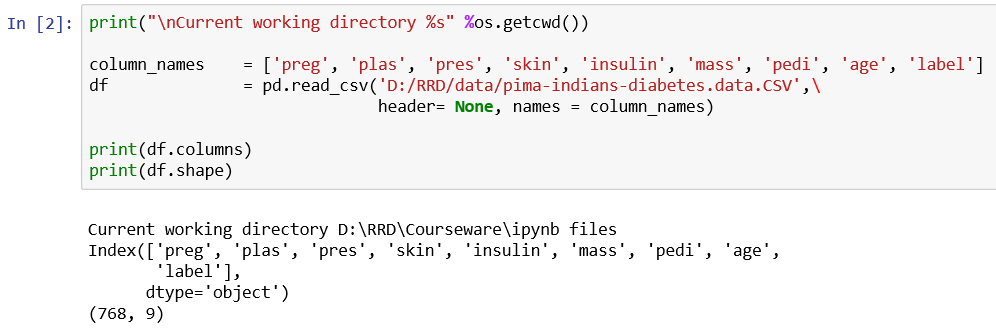 In [2]: print("\nCurrent working directory %s" %os.getcwd())
column_names    = ['preg', 'plas', 'pres', 'skin', 'insulin', 'mass', 'pedi', 'age', 'label']
df              = pd.read_csv('D:/RRD/data/pima-indians-diabetes.data.CSV',\
header= None, names = column_names)
print(df.columns)
print(df.shape)
Current working directory D:\RRD\Courseware\ipynb files
Index(['preg', 'plas', 'pres', 'skin', 'insulin', 'mass', 'pedi', 'age',
'label'],
dtype='object')
(768, 9)